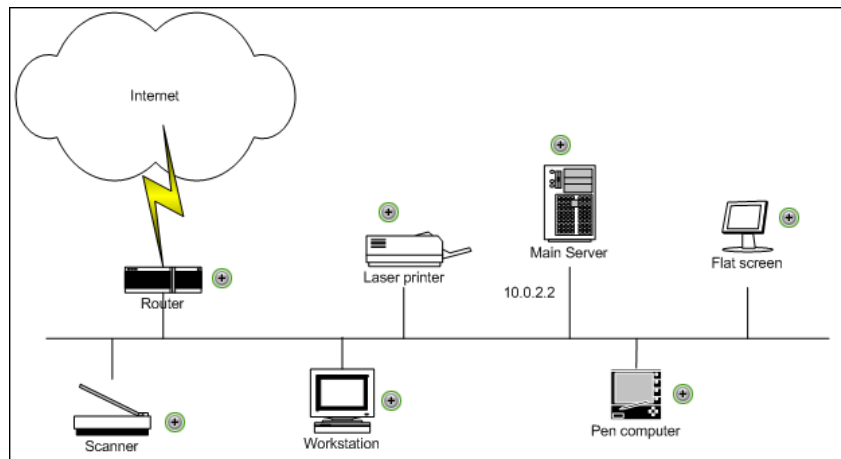 Internet
Main Server
Flat screen
Laser printer
Router
10.0.2.2
Scanner
Workstation
Pen computer